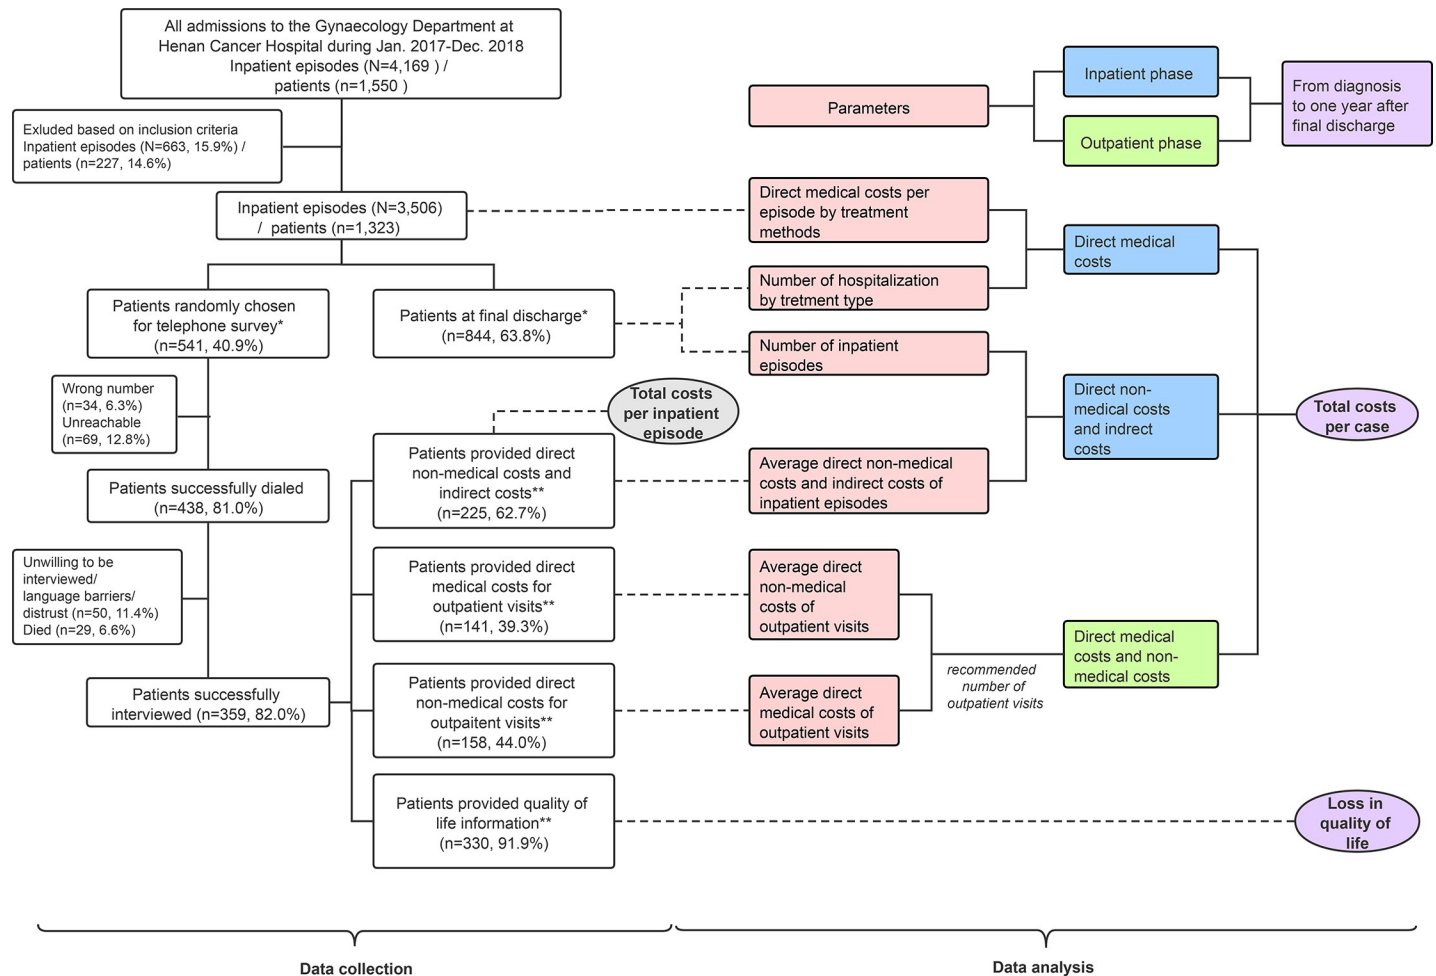 All admissions to the Gynaecology Department at
Henan Cancer Hospital during Jan. 2017-Dec. 2018
Inpatient episodes (N=4,169 ) /
patients (n=1,550 )
Exluded based on inclusion criteria
Inpatient episodes (N=663, 15.9%) /
patients (n=227, 14.6%)
Inpatient episodes (N=3,506)
/ patients (n=1,323)
Patients randomly chosen
for telephone survey*
(n=541, 40.9%)
Patients at final discharge*
(n=844, 63.8%)
Wrong number
(n=34, 6.3%)
Unreachable
(n=69, 12.8%)
Patients successfully dialed
(n=438, 81.0%)
Unwilling to be
interviewed/
language barriers/
distrust (n=50, 11.4%)
Died (n=29, 6.6%)
Patients successfully
interviewed (n=359, 82.0%)
Total costs
per inpatient
episode
Patients provided direct
non-medical costs and
indirect costs**
(n=225, 62.7%)
Patients provided direct
medical costs for
outpatient visits**
(n=141, 39.3%)
Patients provided direct
non-medical costs for
outpaitent visits**
(n=158, 44.0%)
Patients provided quality of
life information**
(n=330, 91.9%)
Parameters
Inpatient phase
Outpatient phase
From diagnosis
to one year after
final discharge
Direct medical costs per
episode by treatment
methods
Number of hospitalization
by tretment type
Number of inpatient
episodes
Average direct non-medical
costs and indirect costs of
inpatient episodes
Average direct
non-medical
costs of
outpatient visits
Average direct
medical costs of
outpatient visits
recommended
number of
outpatient visits
Direct medical
costs
Direct non-
medical costs
and indrect
costs
Direct medical
costs and non-
medical costs
Total costs
per case
Loss in
quality of
life
Data collection
Data analysis